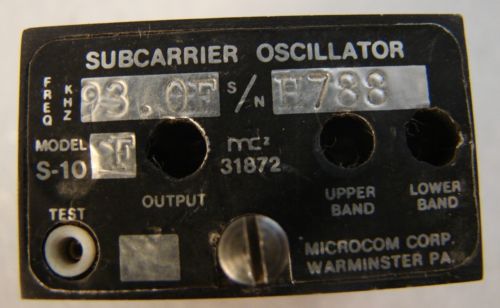 SUBCARRIER OSCILLATOR
FREQ KHZ 93.0F S/N H788
MODEL
S-10
31872
OUTPUT
UPPER BAND
LOWER BAND
TEST
MICROCOM CORP.
WARMINSTER PA.